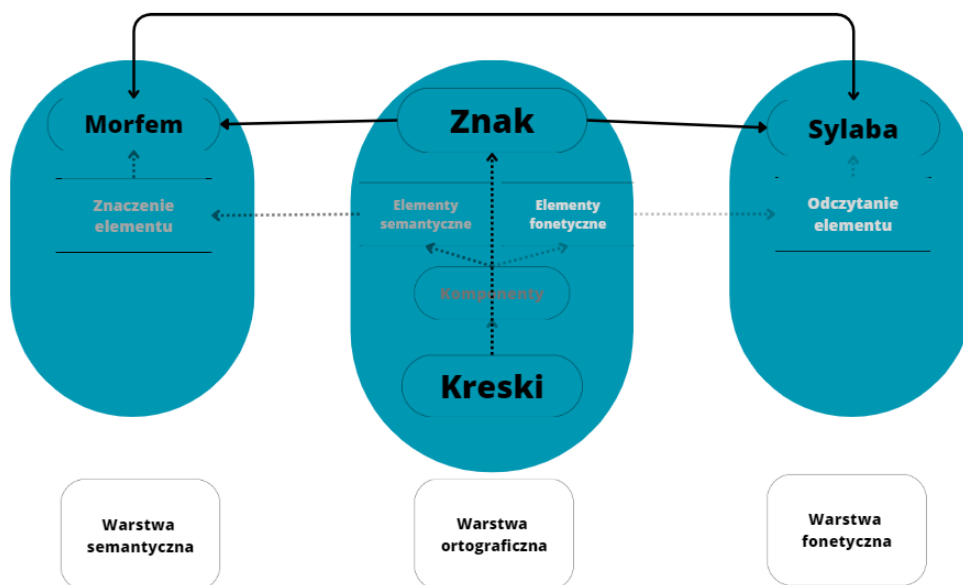 Morfem
Znak
Sylaba
Znaczenie
elementu
Elementy
semantyczne
Elementy
fonetyczne
Odczytanie
elementu
Komponenty
Kreski
Warstwa
semantyczna
Warstwa
ortograficzna
Warstwa
fonetyczna